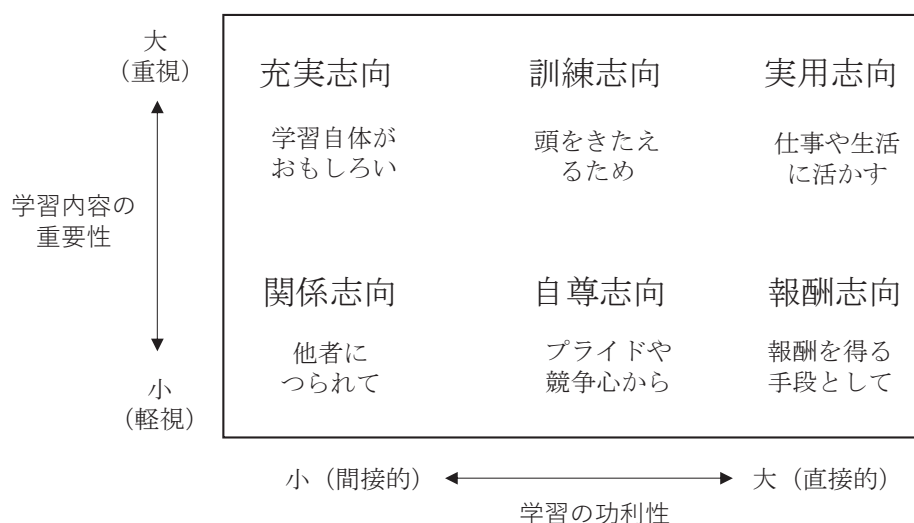 大
(重視)
学習内容の
重要性
小
(軽視)
充実志向
学習自体が
おもしろい
訓練志向
頭をきたえ
るため
実用志向
仕事や生活
に活かす
関係志向
他者に
つられて
自尊志向
プライドや
競争心から
報酬志向
報酬を得る
手段として
小(間接的)
大(直接的)
学習の功利性